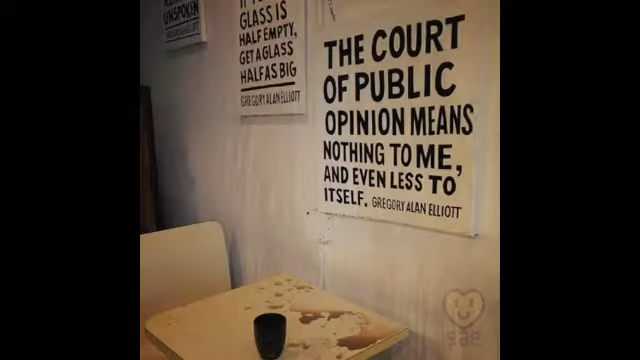 UNSPOKEN
GLASS IS
HALF EMPTY,
GET A GLASS
HALF AS BIG
GREGORY ALAN ELLIOTT
THE COURT
OF PUBLIC
OPINION MEANS
NOTHING TO ME,
AND EVEN LESS TO
ITSELF. GREGORY ALAN ELLIOTT
gae